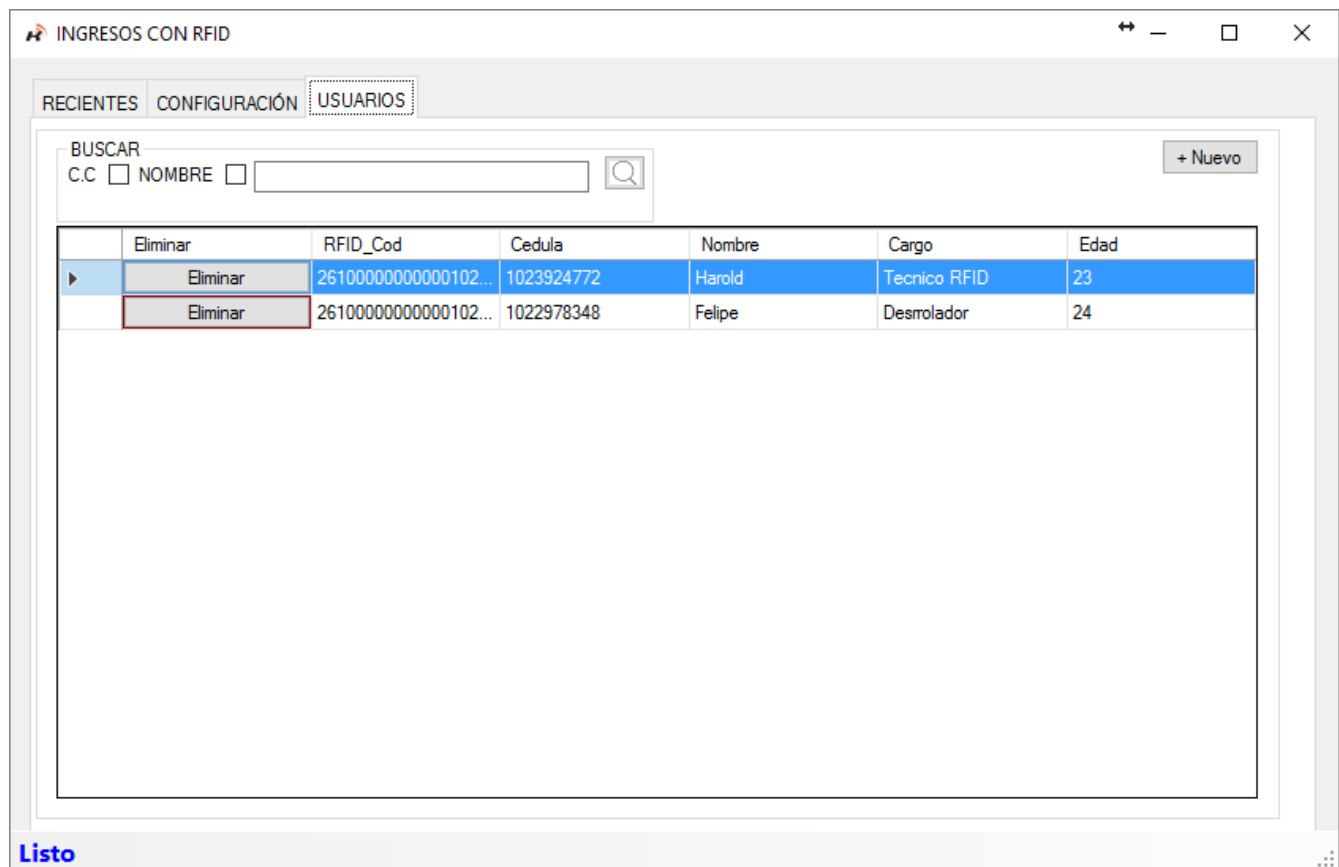 INGRESOS CON RFID
RECIENTES CONFIGURACIÓN USUARIOS
BUSCAR
C.C NOMBRE
+ Nuevo
Eliminar RFID_Cod Cedula Nombre Cargo Edad
Eliminar 26100000000000102... 1023924772 Harold Tecnico RFID 23
Eliminar 26100000000000102... 1022978348 Felipe Desrrolador 24
Listo